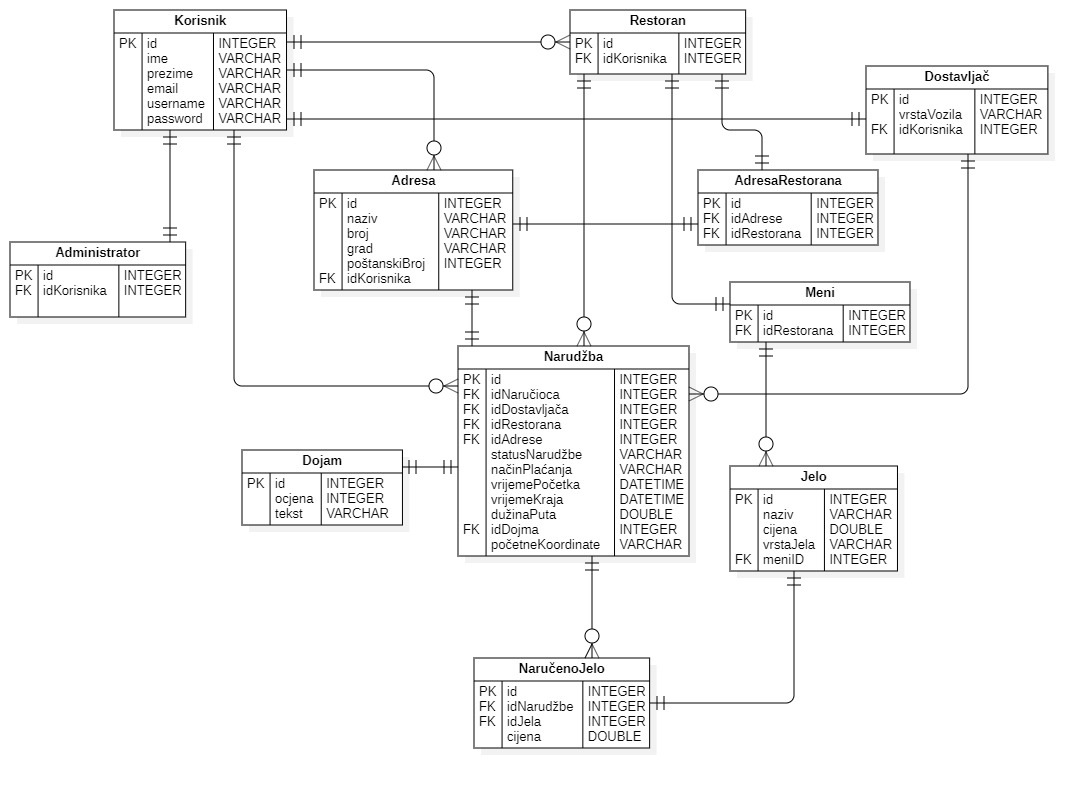 Korisnik
PK id INTEGER
ime VARCHAR
prezime VARCHAR
email VARCHAR
username VARCHAR
password VARCHAR
Restoran
PK id INTEGER
FK idKorisnika INTEGER
Dostavljač
PK id INTEGER
vrstaVozila VARCHAR
FK idKorisnika INTEGER
Adresa
PK id INTEGER
naziv VARCHAR
broj VARCHAR
grad VARCHAR
poštanskiBroj INTEGER
FK idKorisnika
AdresaRestorana
PK id INTEGER
FK idAdrese INTEGER
FK idRestorana INTEGER
Administrator
PK id INTEGER
FK idKorisnika INTEGER
Meni
PK id INTEGER
FK idRestorana INTEGER
Narudžba
PK id INTEGER
FK idNaručioca INTEGER
FK idDostavljača INTEGER
FK idRestorana INTEGER
FK idAdrese INTEGER
statusNarudžbe VARCHAR
načinPlaćanja VARCHAR
vrijemePočetka DATETIME
vrijemeKraja DATETIME
dužinaPuta DOUBLE
FK idDojma INTEGER
početneKoordinate VARCHAR
Dojam
PK id INTEGER
ocjena INTEGER
tekst VARCHAR
Jelo
PK id INTEGER
naziv VARCHAR
cijena DOUBLE
vrstaJela VARCHAR
FK meniID INTEGER
NaručenoJelo
PK id INTEGER
FK idNarudžbe INTEGER
FK idJela INTEGER
cijena DOUBLE